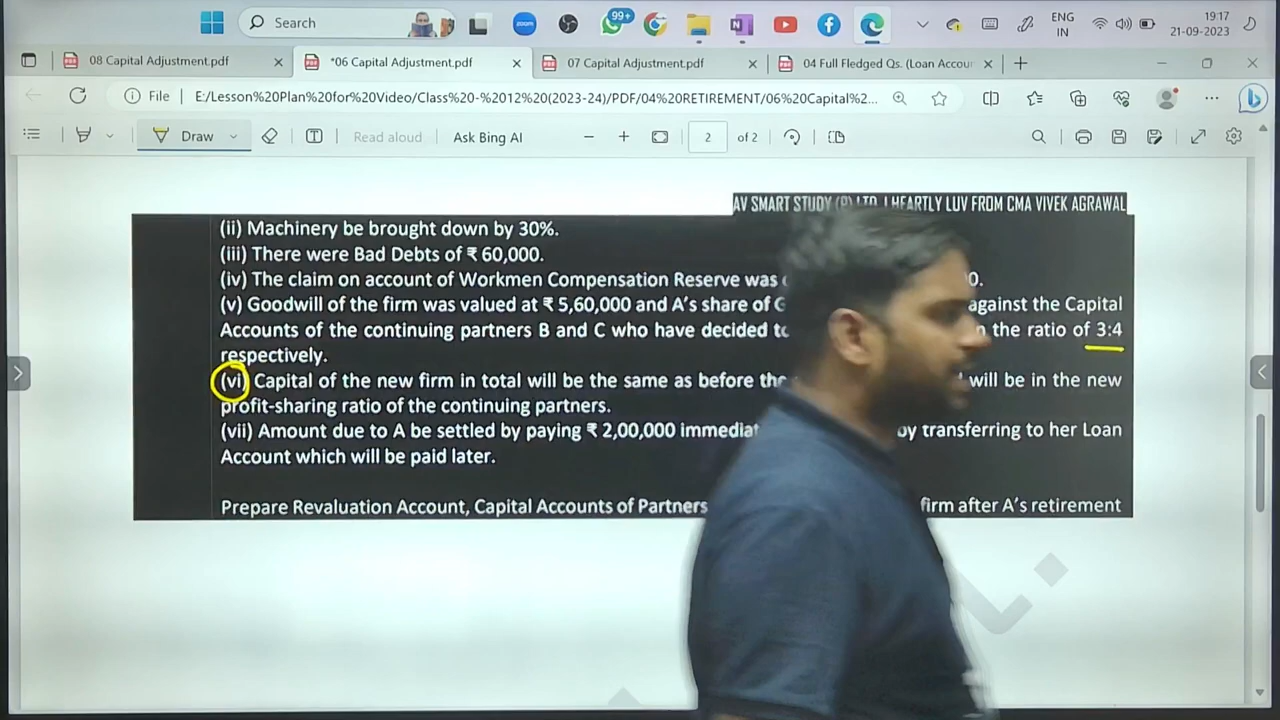 Search
99+
zoom
ENG
IN
19:17
21-09-2023
08 Capital Adjustment.pdf
*06 Capital Adjustment.pdf
07 Capital Adjustment.pdf
04 Full Fledged Qs. (Loan Accour
File
E:/Lesson%20Plan%20for%20Video/Class%20-%2012%20(2023-24)/PDF/04%20RETIREMENT/06%20Capital%2...
Draw
Read aloud
Ask Bing AI
2 of 2
AV SMART STUDY (P) LTD. I HEARTLY LUV FROM CMA VIVEK AGRAWAL
(ii) Machinery be brought down by 30%.
(iii) There were Bad Debts of ₹ 60,000.
(iv) The claim on account of Workmen Compensation Reserve was 0.
(v) Goodwill of the firm was valued at ₹ 5,60,000 and A's share of G against the Capital
Accounts of the continuing partners B and C who have decided to the ratio of 3:4
respectively.
(vi) Capital of the new firm in total will be the same as before the will be in the new
profit-sharing ratio of the continuing partners.
(vii) Amount due to A be settled by paying ₹ 2,00,000 by transferring to her Loan
Account which will be paid later.
Prepare Revaluation Account, Capital Accounts of Partners firm after A's retirement